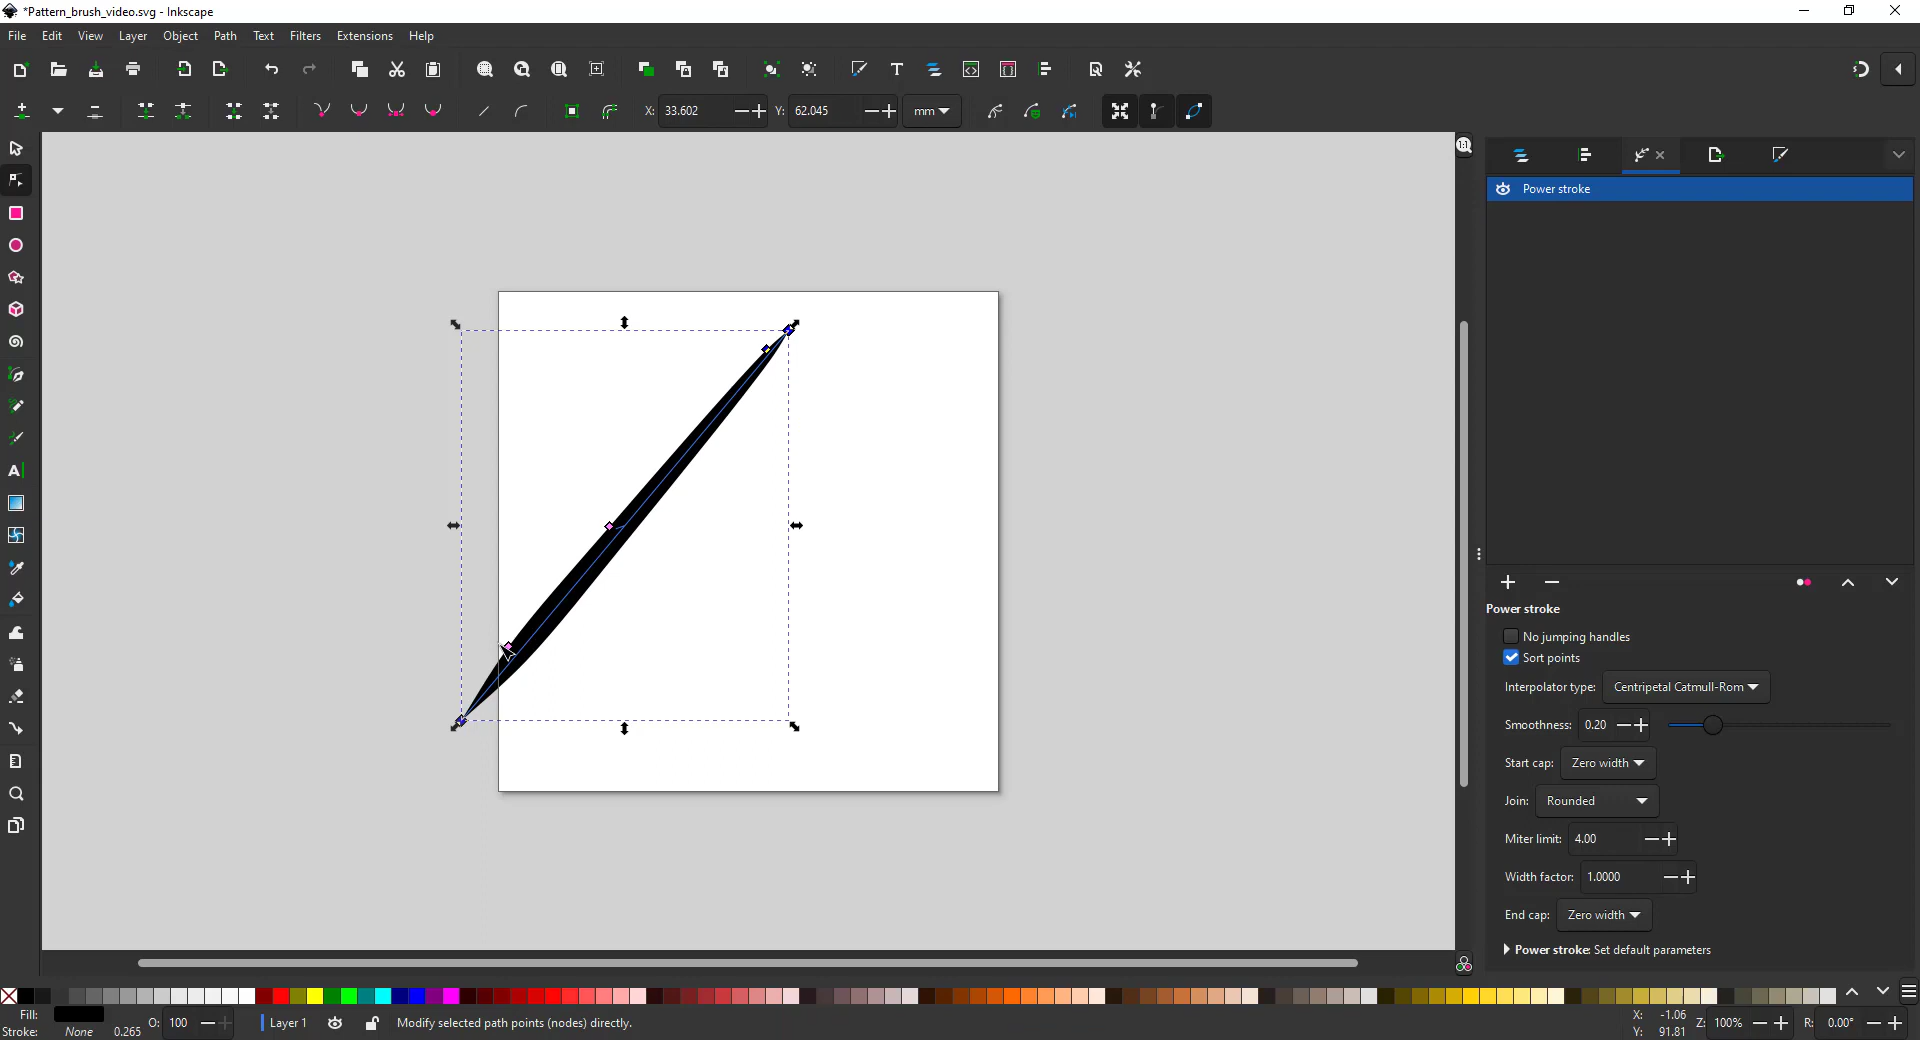 *Pattern_brush_video.svg - Inkscape
File Edit View Layer Object Path Text Filters Extensions Help
X: 33.602 Y: 62.045 mm
1:1
Power stroke
Power stroke
No jumping handles
Sort points
Interpolator type: Centripetal Catmull-Rom
Smoothness: 0.20
Start cap: Zero width
Join: Rounded
Miter limit: 4.00
Width factor: 1.0000
End cap: Zero width
Power stroke: Set default parameters
Fill:
Stroke: None 0.265 O: 100 Layer 1 Modify selected path points (nodes) directly. X: -1.06 Z: 100% R: 0.00°
Y: 91.81